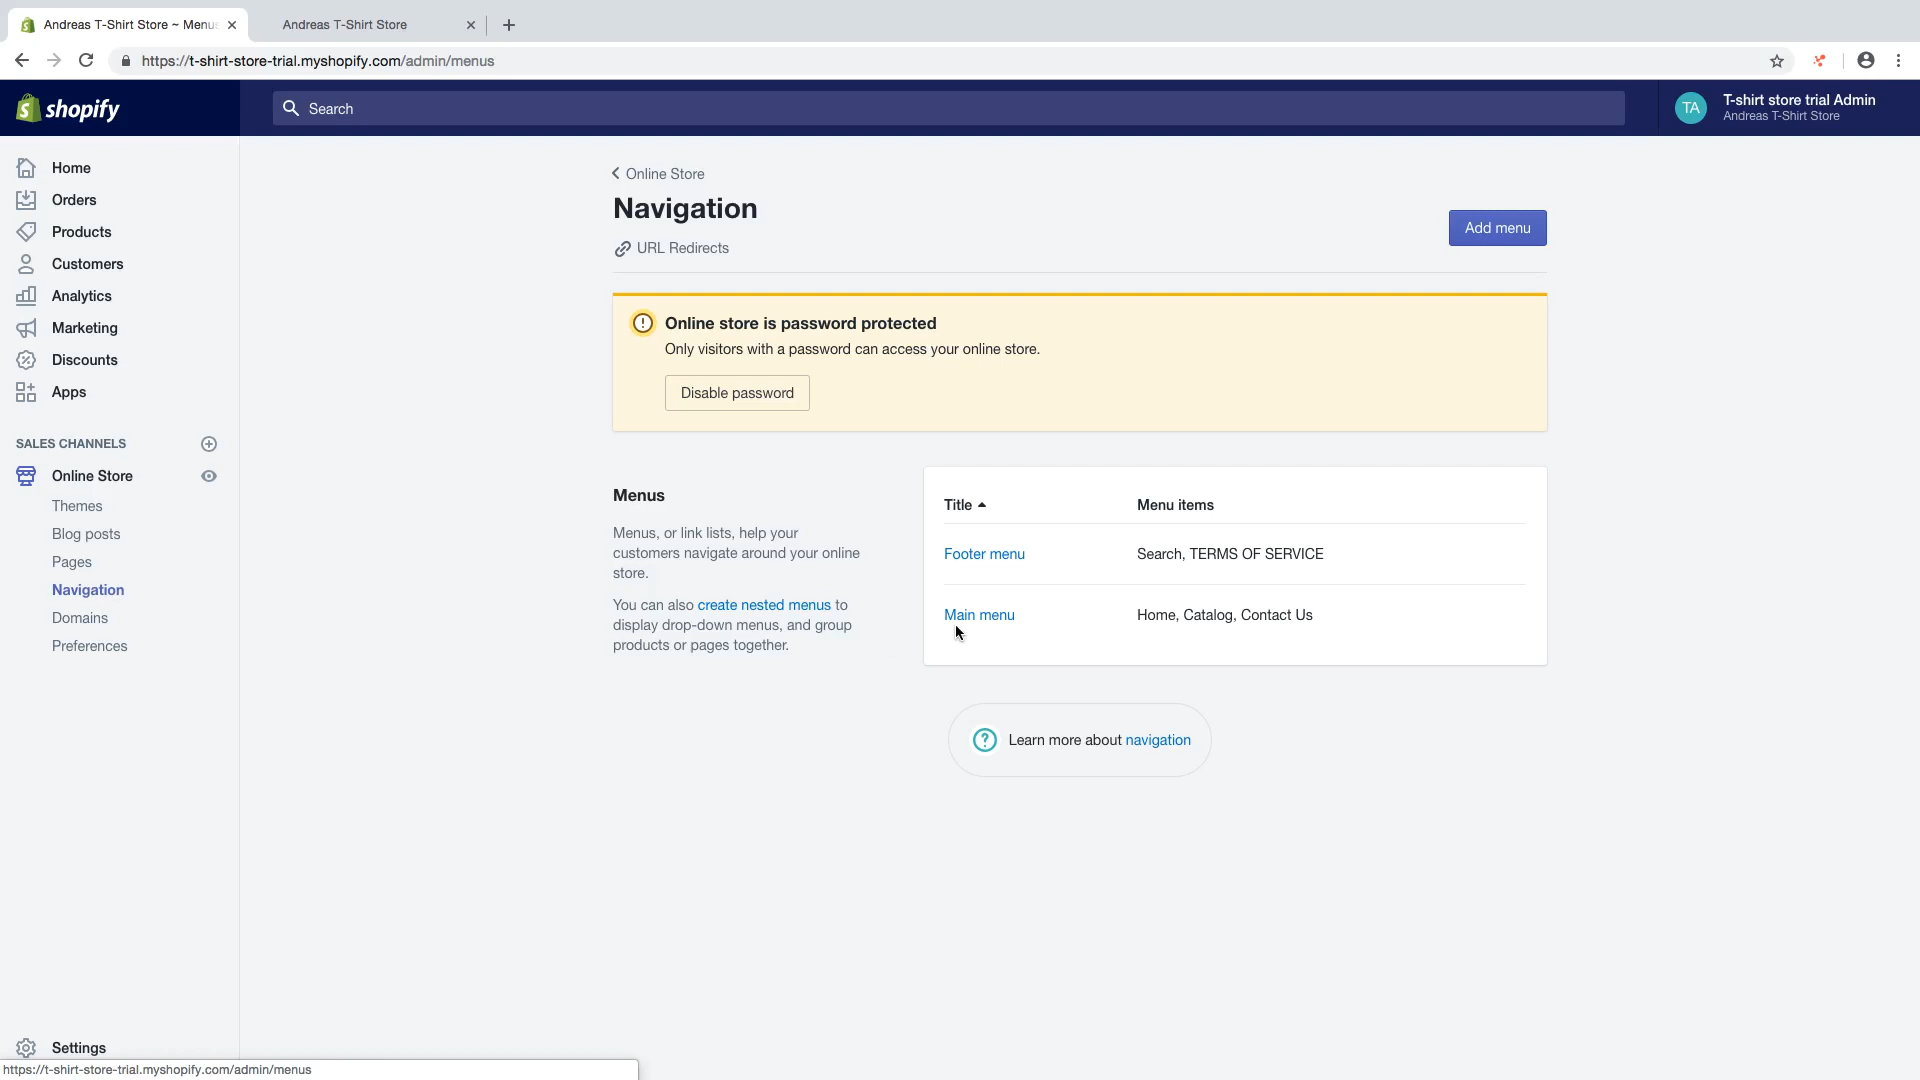 Andreas T-Shirt Store ~ Menus
Andreas T-Shirt Store
https://t-shirt-store-trial.myshopify.com/admin/menus
shopify
Search
TA
T-shirt store trial Admin
Andreas T-Shirt Store
Home
Orders
Products
Customers
Analytics
Marketing
Discounts
Apps
SALES CHANNELS
Online Store
Themes
Blog posts
Pages
Navigation
Domains
Preferences
Settings
Online Store
Navigation
URL Redirects
Add menu
Online store is password protected
Only visitors with a password can access your online store.
Disable password
Menus
Menus, or link lists, help your
customers navigate around your online
store.
You can also create nested menus to
display drop-down menus, and group
products or pages together.
Title Menu items
Footer menu Search, TERMS OF SERVICE
Main menu Home, Catalog, Contact Us
Learn more about navigation
https://t-shirt-store-trial.myshopify.com/admin/menus